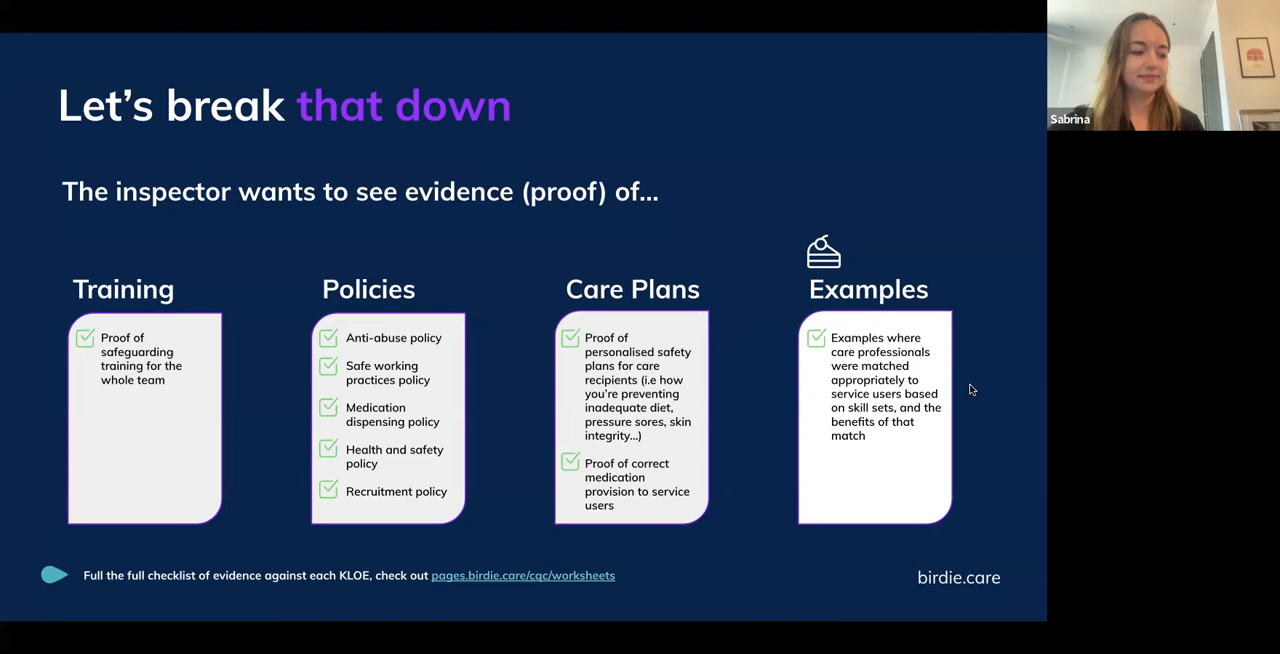 Let's break that down
The inspector wants to see evidence (proof) of...
Training
Proof of
safeguarding
training for the
whole team
Policies
Anti-abuse policy
Safe working
practices policy
Medication
dispensing policy
Health and safety
policy
Recruitment policy
Care Plans
Proof of
personalised safety
plans for care
recipients (i.e how
you're preventing
inadequate diet,
pressure sores, skin
integrity...)
Proof of correct
medication
provision to service
users
Examples
Examples where
care professionals
were matched
appropriately to
service users based
on skill sets, and the
benefits of that
match
Full the full checklist of evidence against each KLOE, check out pages.birdie.care/cqc/worksheets
birdie.care
Sabrina